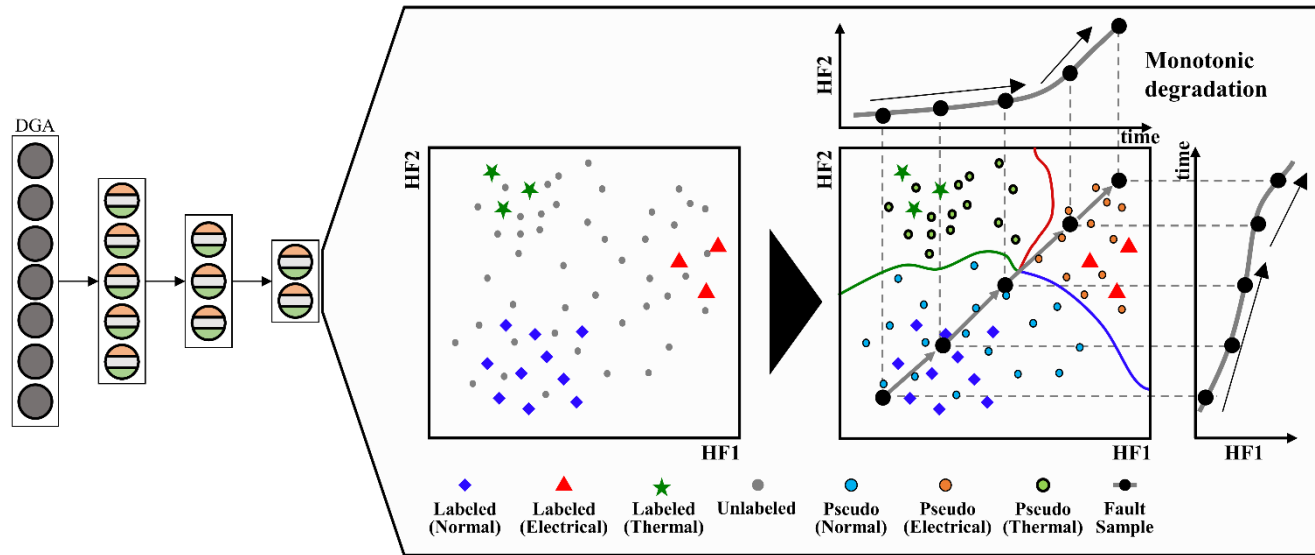 DGA
HF2
HF1
HF2
time
Monotonic
degradation
HF2
HF1
time
HF1
Labeled
(Normal)
Labeled
(Electrical)
Labeled
(Thermal)
Unlabeled
Pseudo
(Normal)
Pseudo
(Electrical)
Pseudo
(Thermal)
Fault
Sample